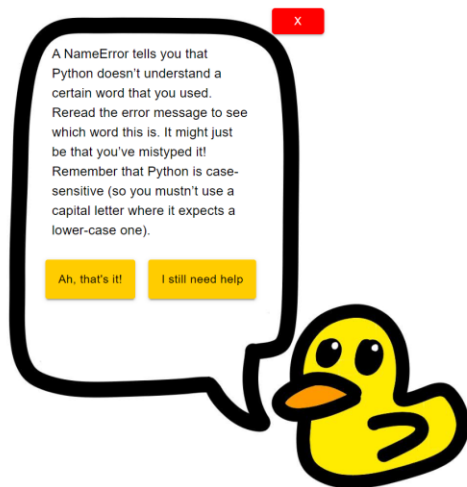 X
A NameError tells you that
Python doesn’t understand a
certain word that you used.
Reread the error message to see
which word this is. It might just
be that you’ve mistyped it!
Remember that Python is case-
sensitive (so you mustn’t use a
capital letter where it expects a
lower-case one).
Ah, that's it!
I still need help